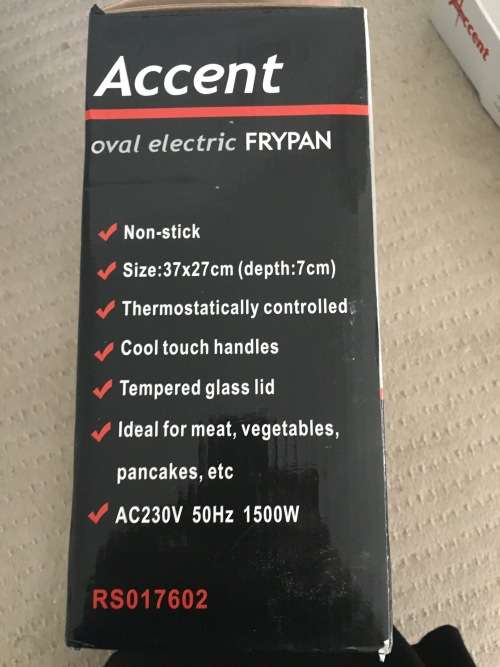 Accent
oval electric FRYPAN
Non-stick
Size:37x27cm (depth:7cm)
Thermostatically controlled
Cool touch handles
Tempered glass lid
Ideal for meat, vegetables,
pancakes, etc
AC230V 50Hz 1500W
RS017602
Accent